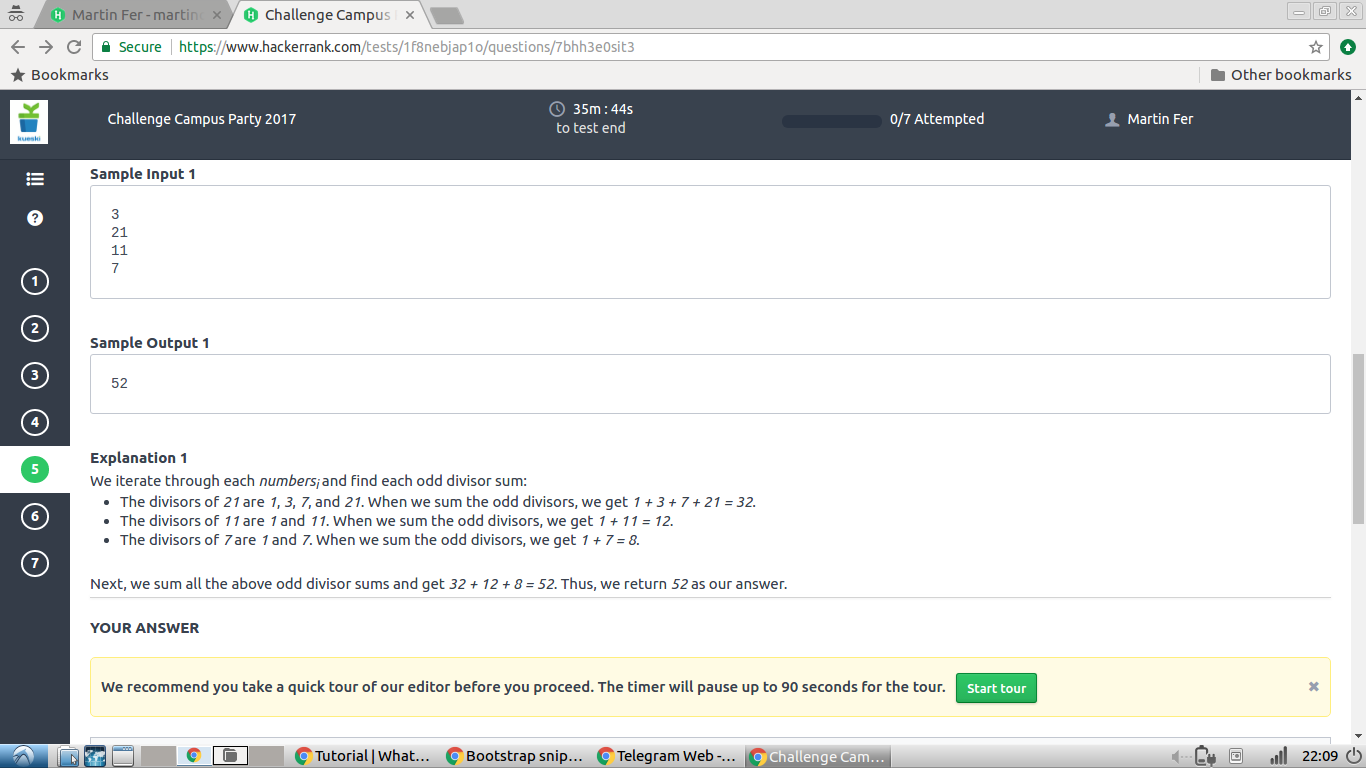 Martin Fer - martin
Challenge Campus
Secure
https://www.hackerrank.com/tests/1f8nebjap1o/questions/7bhh3e0sit3
Bookmarks
Other bookmarks
kueski
Challenge Campus Party 2017
35m : 44s
to test end
0/7 Attempted
Martin Fer
Sample Input 1
3
21
11
7
Sample Output 1
52
Explanation 1
We iterate through each numbersi and find each odd divisor sum:
• The divisors of 21 are 1, 3, 7, and 21. When we sum the odd divisors, we get 1 + 3 + 7 + 21 = 32.
• The divisors of 11 are 1 and 11. When we sum the odd divisors, we get 1 + 11 = 12.
• The divisors of 7 are 1 and 7. When we sum the odd divisors, we get 1 + 7 = 8.
Next, we sum all the above odd divisor sums and get 32 + 12 + 8 = 52. Thus, we return 52 as our answer.
YOUR ANSWER
We recommend you take a quick tour of our editor before you proceed. The timer will pause up to 90 seconds for the tour.
Start tour
?
1
2
3
4
5
6
7
Tutorial | What...
Bootstrap snip...
Telegram Web -...
Challenge Cam...
22:09